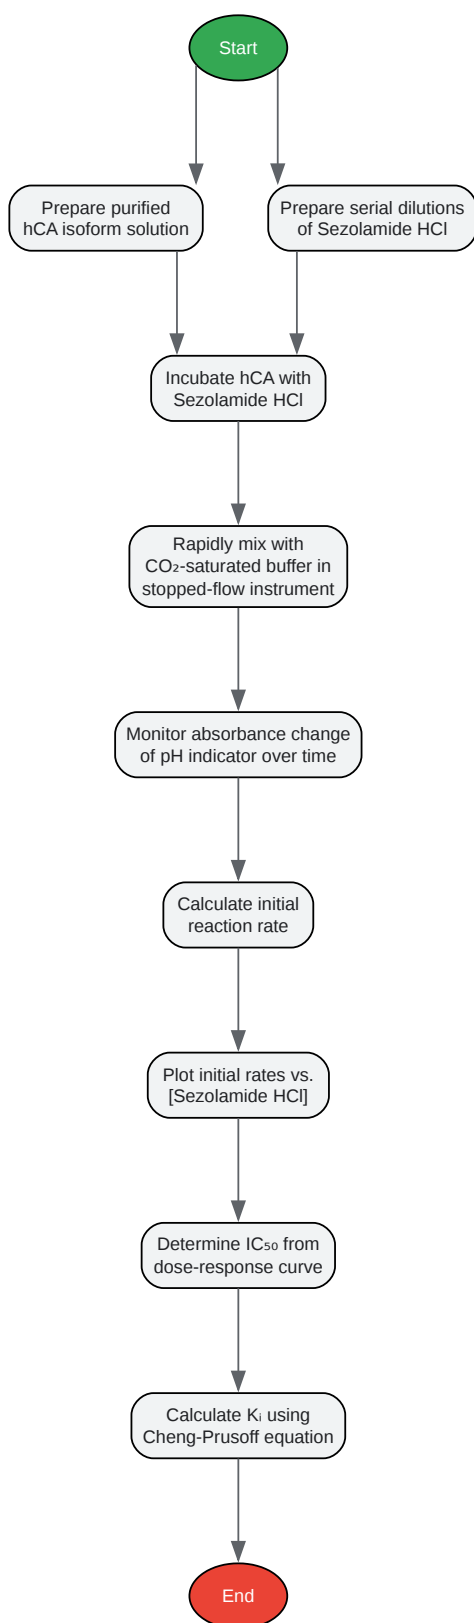 Start
Prepare purified
hCA isoform solution
Prepare serial dilutions
of Sezolamide HCl
Incubate hCA with
Sezolamide HCl
Rapidly mix with
CO₂-saturated buffer in
stopped-flow instrument
Monitor absorbance change
of pH indicator over time
Calculate initial
reaction rate
Plot initial rates vs.
[Sezolamide HCl]
Determine IC₅₀ from
dose-response curve
Calculate Kᵢ using
Cheng-Prusoff equation
End